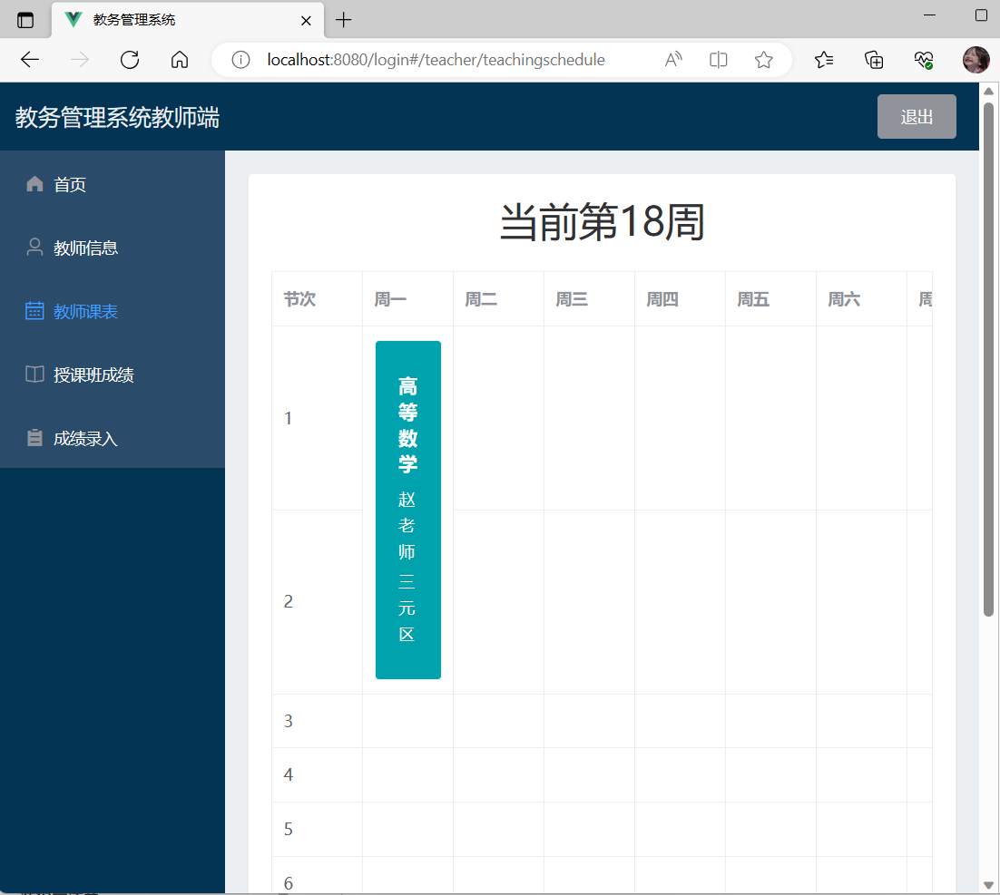 教务管理系统
localhost:8080/login#/teacher/teachingschedule
教务管理系统教师端
退出
首页
教师信息
教师课表
授课班成绩
成绩录入
当前第18周
节次 周一 周二 周三 周四 周五 周六
1
高等数学
赵老师
三元区
2
3
4
5
6